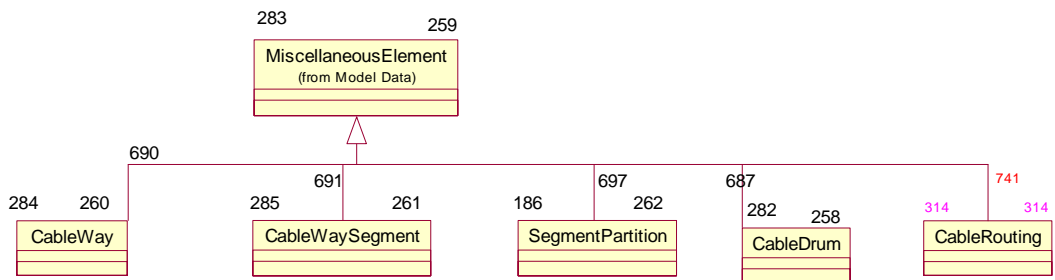 283 259
MiscellaneousElement
(from Model Data)
690
691 697 687 741
284 260 285 261 186 262 282 258 314 314
CableWay CableWaySegment SegmentPartition CableDrum CableRouting